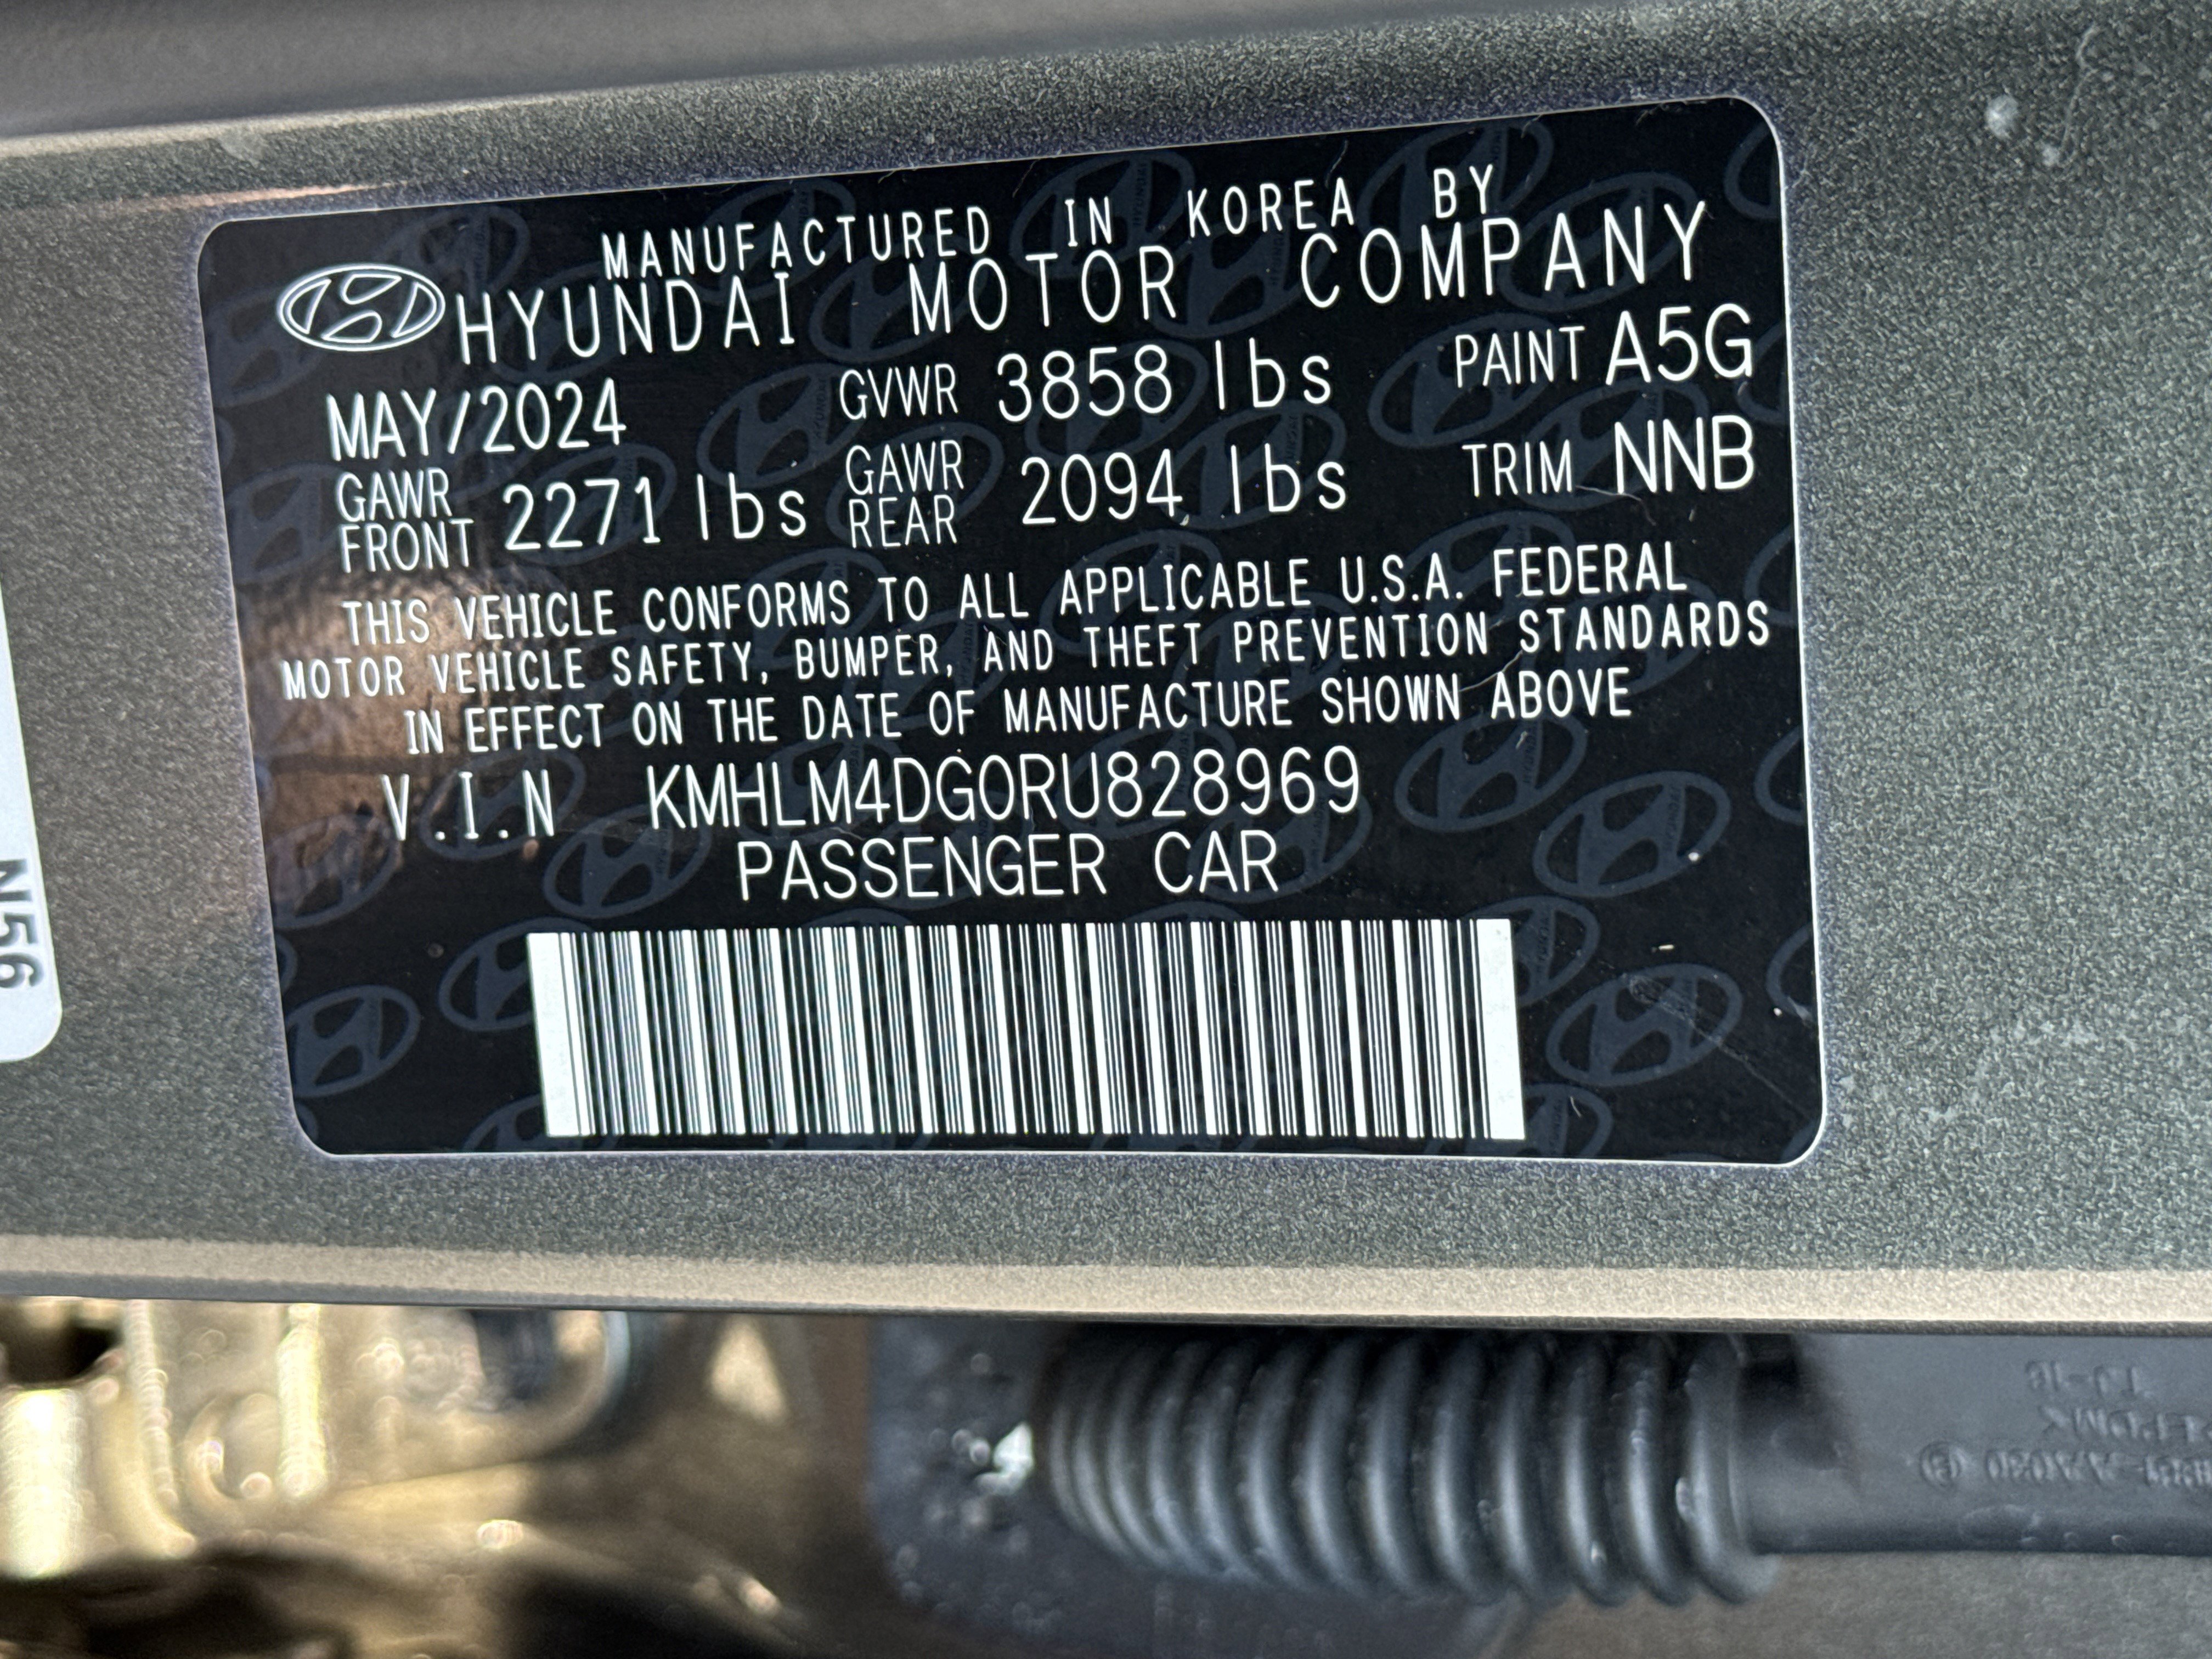 MANUFACTURED IN KOREA BY
HYUNDAI MOTOR COMPANY
MAY/2024 GVWR 3858 lbs PAINT A5G
GAWR FRONT 2271 lbs GAWR REAR 2094 lbs TRIM NNB
THIS VEHICLE CONFORMS TO ALL APPLICABLE U.S.A. FEDERAL
MOTOR VEHICLE SAFETY, BUMPER, AND THEFT PREVENTION STANDARDS
IN EFFECT ON THE DATE OF MANUFACTURE SHOWN ABOVE
V.I.N KMHLM4DG0RU828969
PASSENGER CAR
N56